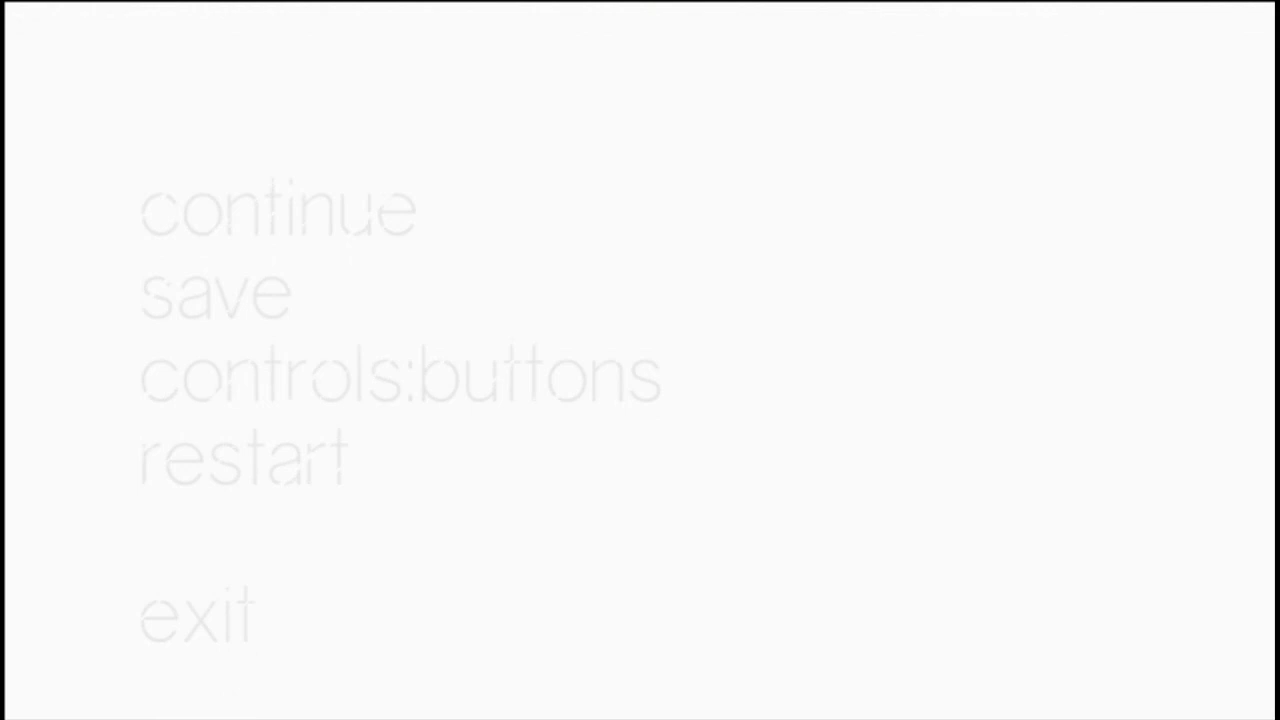 continue
save
controls:buttons
restart
exit